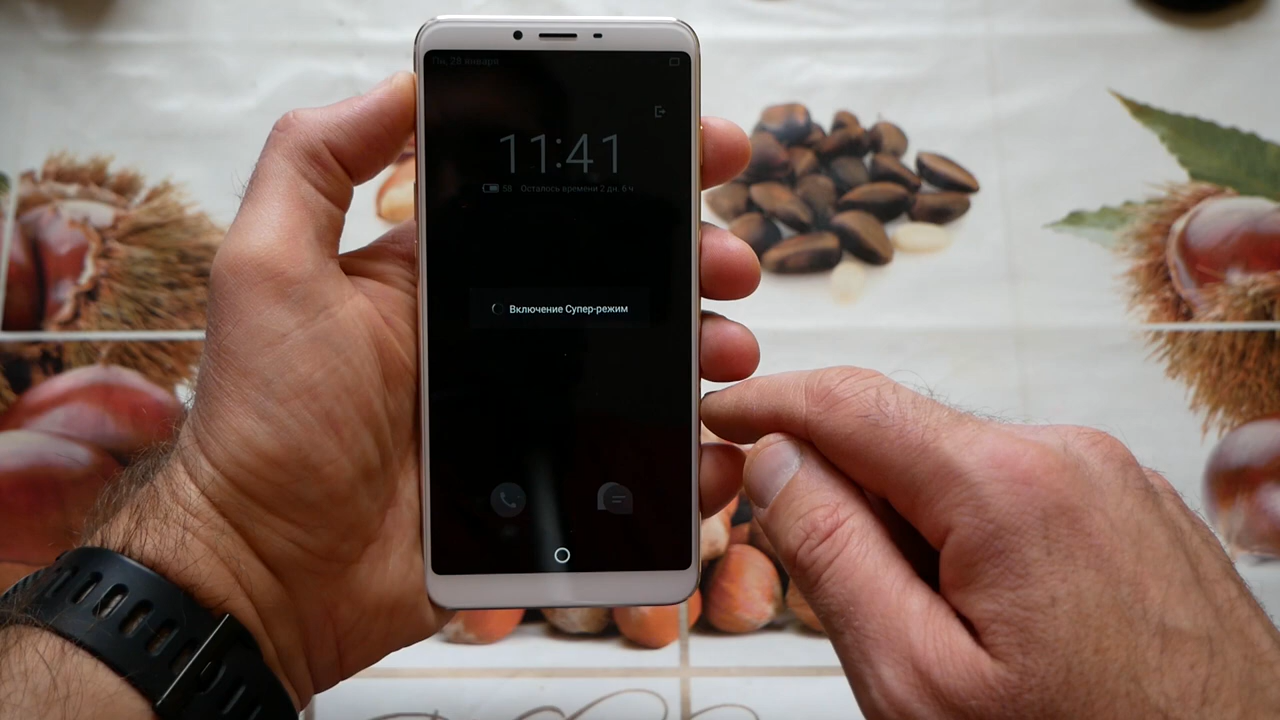 Пн, 28 января
11:41
58 Осталось времени 2 дн. 6 ч
Включение Супер-режим